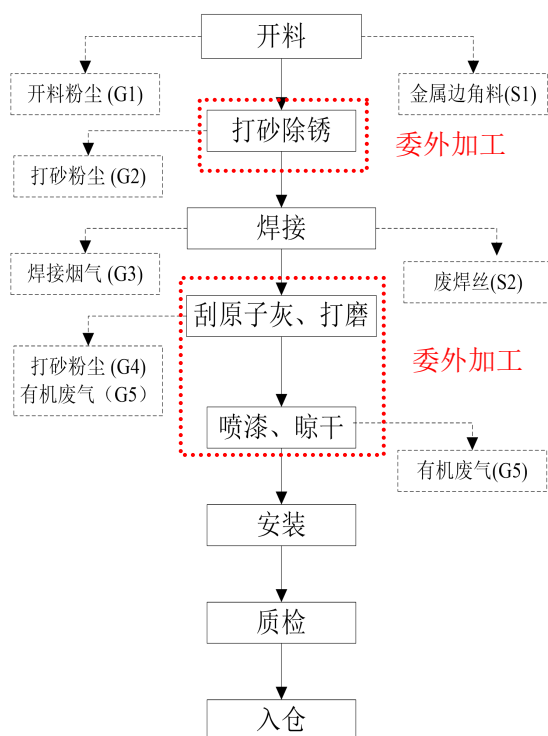 开料
开料粉尘 (G1)
金属边角料(S1)
打砂除锈
委外加工
打砂粉尘 (G2)
焊接
焊接烟气 (G3)
废焊丝(S2)
刮原子灰、打磨
打砂粉尘 (G4)
有机废气（G5）
委外加工
喷漆、晾干
有机废气(G5)
安装
质检
入仓